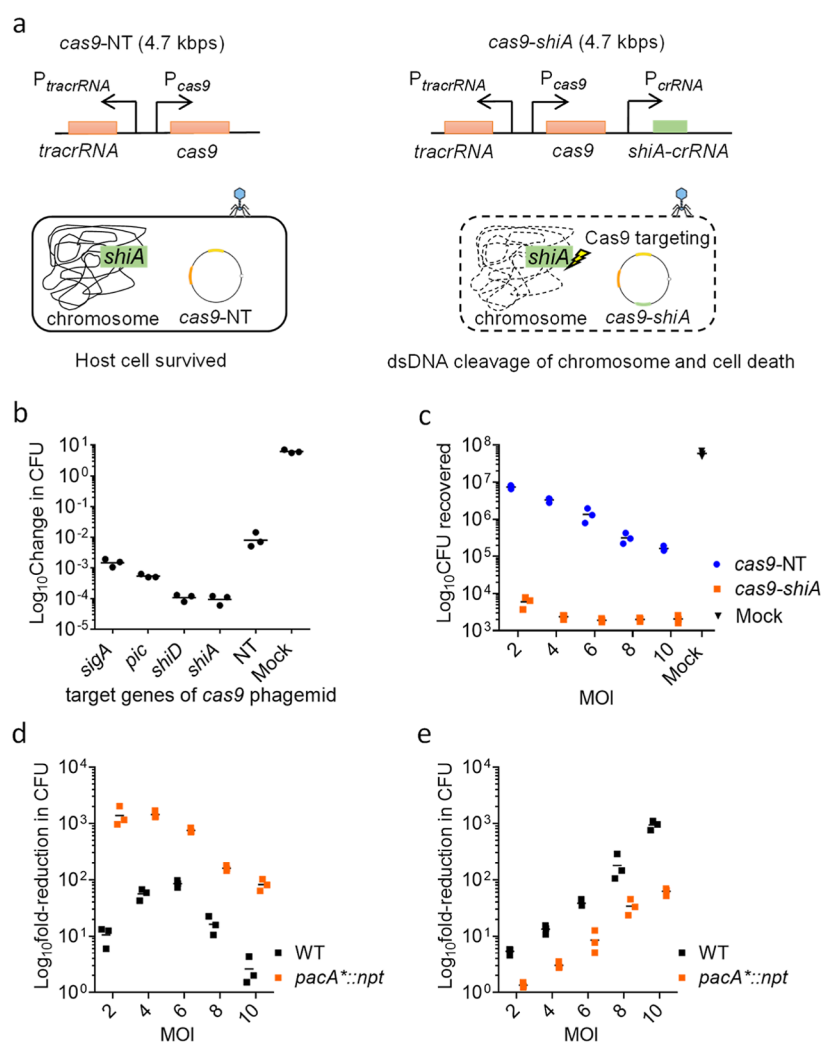 a
cas9-NT (4.7 kbps)
cas9-shiA (4.7 kbps)
PtracrRNA Pcas9
PtracrRNA Pcas9 PcrRNA
tracrRNA cas9
tracrRNA cas9 shiA-crRNA
shiA
chromosome
cas9-NT
Host cell survived
Cas9 targeting
shiA
chromosome
cas9-shiA
dsDNA cleavage of chromosome and cell death
b
Log10Change in CFU
10^1
10^0
10^-1
10^-2
10^-3
10^-4
10^-5
sigA pic shiD shiA NT Mock
target genes of cas9 phagemid
c
Log10CFU recovered
10^8
10^7
10^6
10^5
10^4
10^3
2 4 6 8 10 Mock
MOI
cas9-NT
cas9-shiA
Mock
d
Log10fold-reduction in CFU
10^4
10^3
10^2
10^1
10^0
2 4 6 8 10
MOI
WT
pacA*::npt
e
Log10fold-reduction in CFU
10^4
10^3
10^2
10^1
10^0
2 4 6 8 10
MOI
WT
pacA*::npt